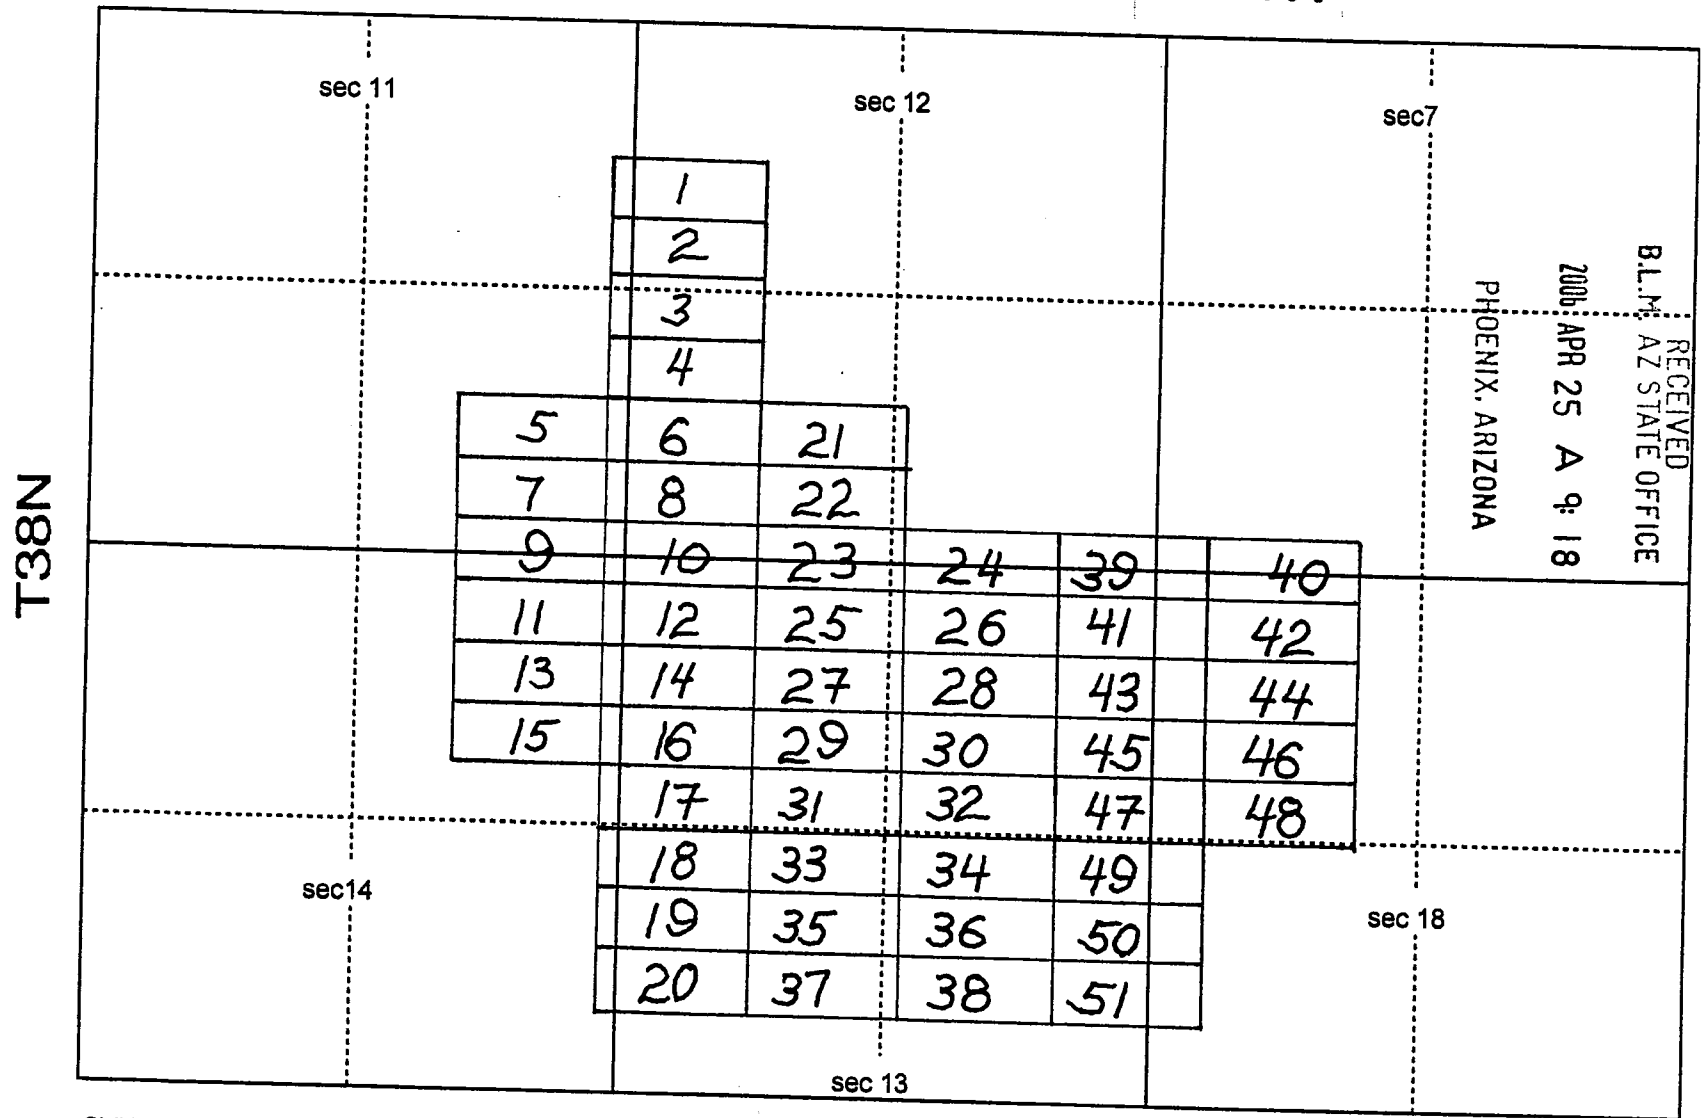 sec 11
sec 12
sec7
1
2
3
4
5 6 21
7 8 22
9 10 23 24 39 40
11 12 25 26 41 42
13 14 27 28 43 44
15 16 29 30 45 46
17 31 32 47 48
18 33 34 49
19 35 36 50
20 37 38 51
sec14
sec 18
sec 13
T38N
RECEIVED
B.L.M. AZ STATE OFFICE
2006 APR 25 A 9: 18
PHOENIX, ARIZONA